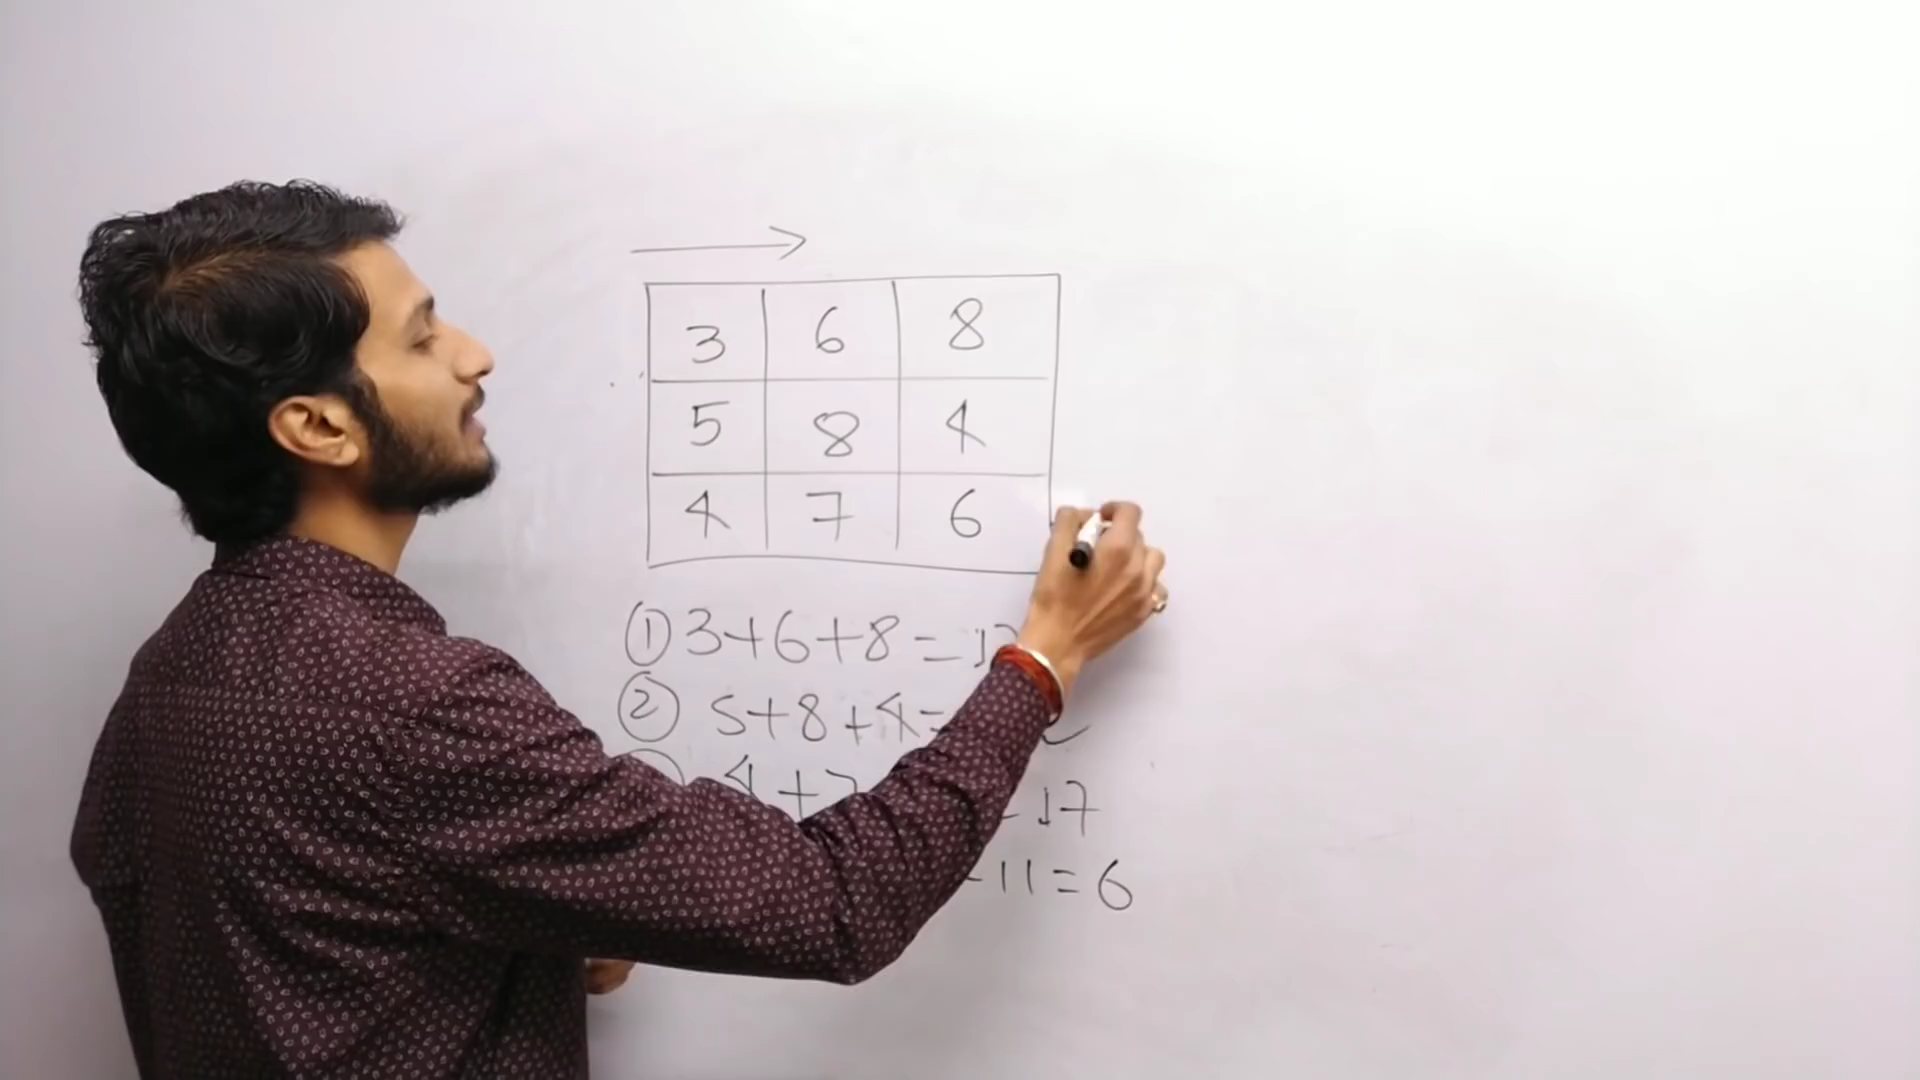 3 6 8
5 8 4
4 7 6
① 3+6+8=
② 5+8+4=
4+7 17
-11=6